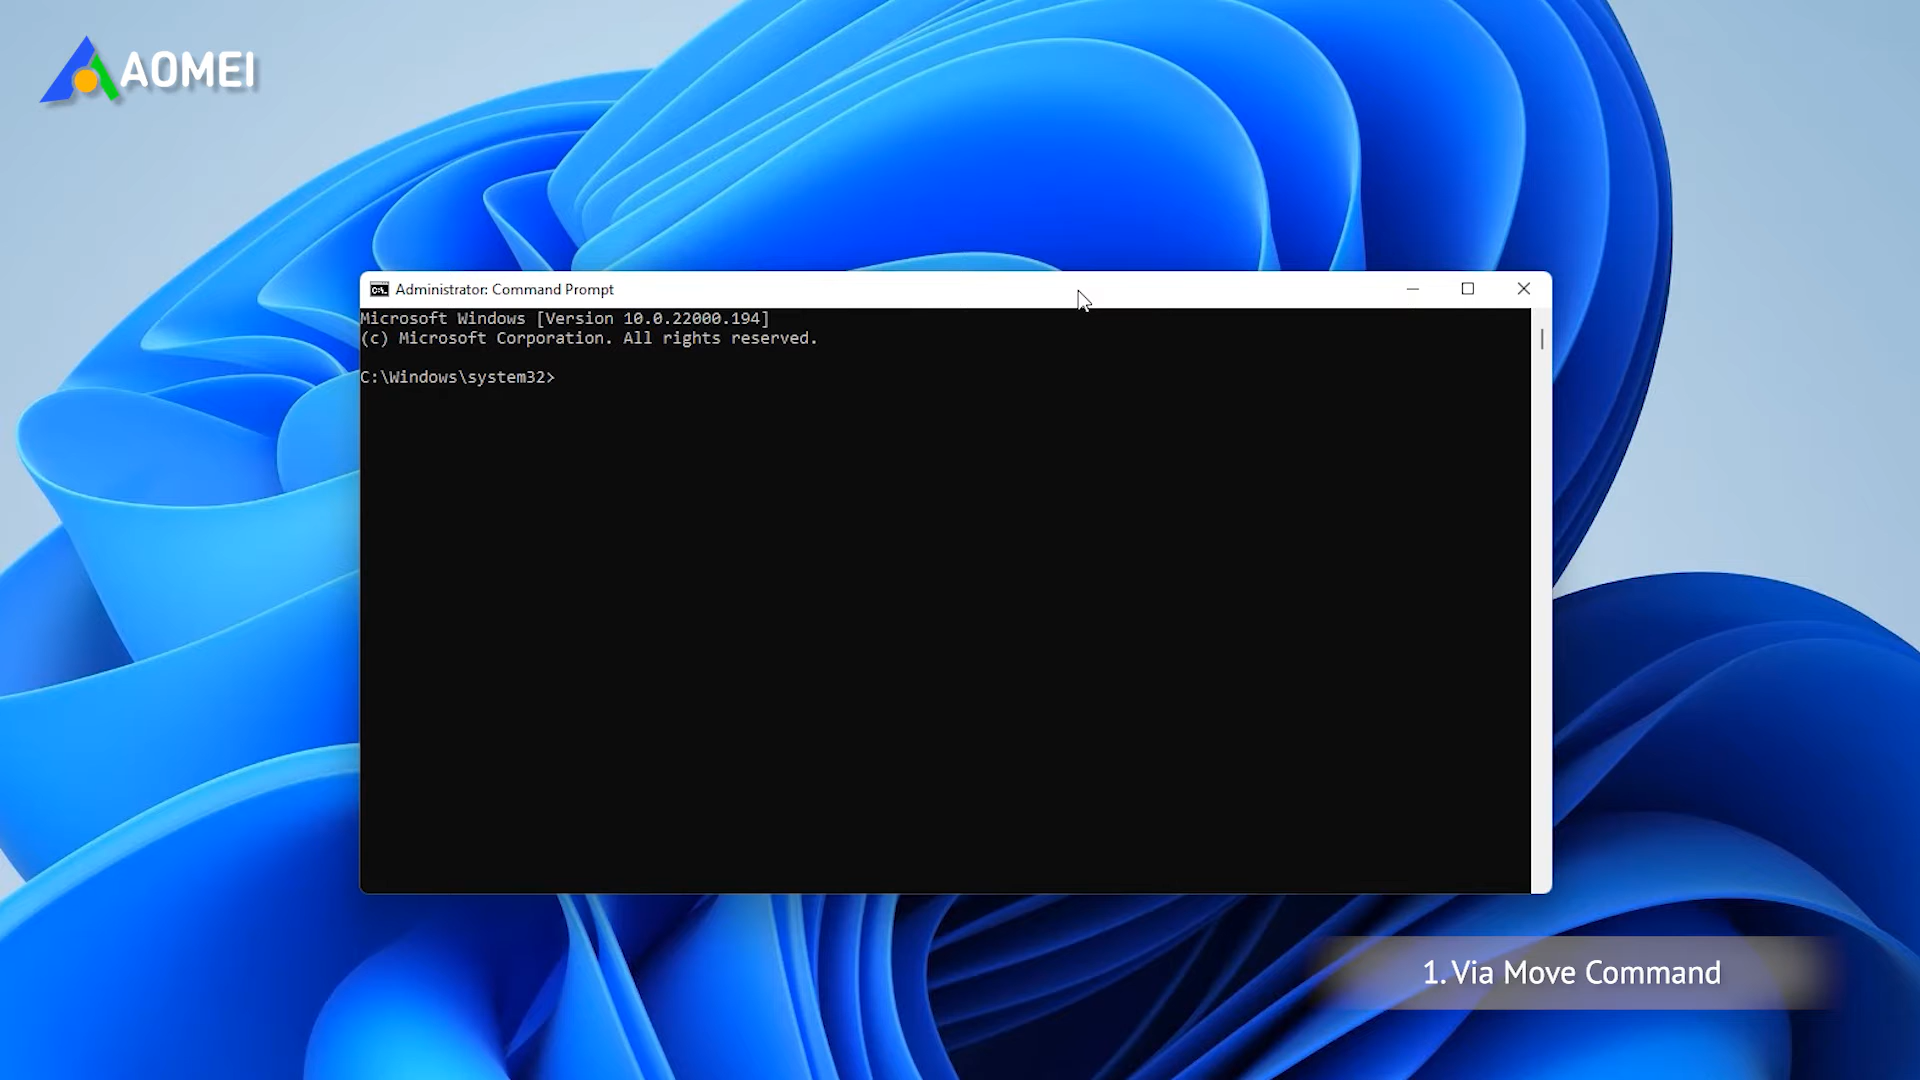 AOMEI
Administrator: Command Prompt
Microsoft Windows [Version 10.0.22000.194]
(c) Microsoft Corporation. All rights reserved.
C:\Windows\system32>
1. Via Move Command